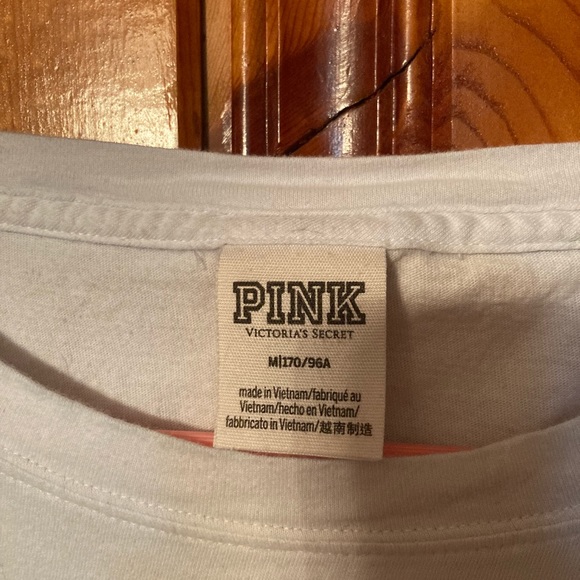 PINK
VICTORIA'S SECRET
M|170/96A
made in Vietnam/fabriqué au
Vietnam/hecho en Vietnam/
fabbricato in Vietnam/越南制造